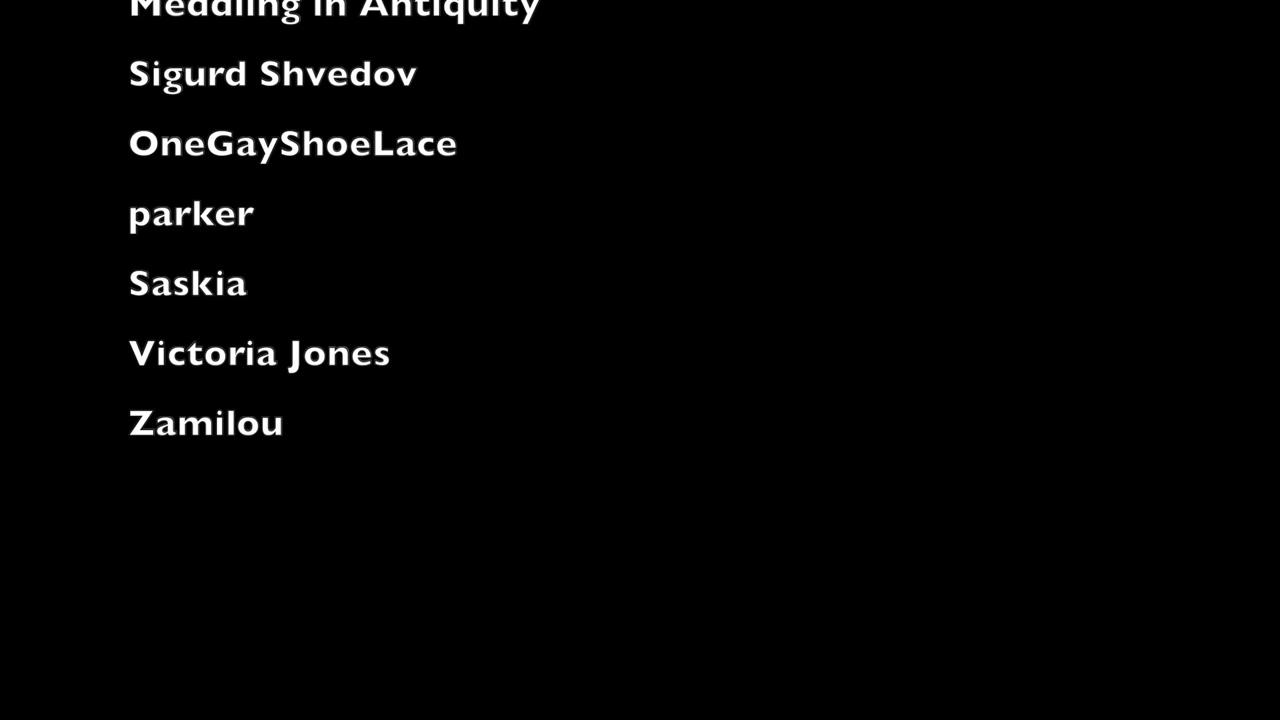 Meddling in Antiquity
Sigurd Shvedov
OneGayShoeLace
parker
Saskia
Victoria Jones
Zamilou